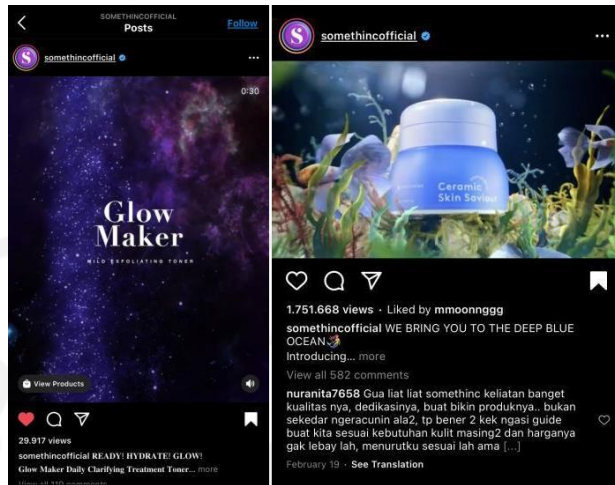 SOMETHINCOFFICIAL
Posts
Follow
somethincofficial
0:30
Glow
Maker
MILD EXFOLIATING TONER
View Products
29.917 views
somethincofficial READY! HYDRATE! GLOW!
Glow Maker Daily Clarifying Treatment Toner... more
View all 110 comments
somethincofficial
Ceramic
Skin Saviour
1.751.668 views · Liked by mmoonnggg
somethincofficial WE BRING YOU TO THE DEEP BLUE
OCEAN
Introducing... more
View all 582 comments
nuranita7658 Gua liat liat somethinc keliatan banget
kualitas nya, dedikasinya, buat bikin produknya.. bukan
sekedar ngeracunin ala2, tp bener 2 kek ngasi guide
buat kita sesuai kebutuhan kulit masing2 dan harganya
gak lebay lah, menurutku sesuai lah ama [...]
February 19 · See Translation